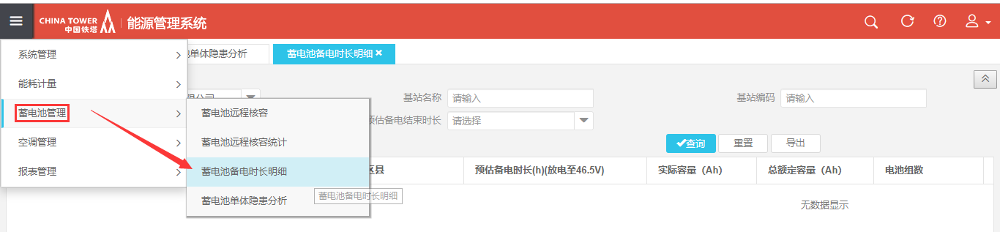 CHINA TOWER
中国铁塔
能源管理系统
系统管理
能耗计量
蓄电池管理
空调管理
报表管理
单体隐患分析
蓄电池备电时长明细
基站名称
请输入
基站编码
请输入
预估备电结束时长
请选择
查询
重置
导出
蓄电池远程核容
蓄电池远程核容统计
蓄电池备电时长明细
蓄电池单体隐患分析
蓄电池备电时长明细
区县
预估备电时长(h)(放电至46.5V)
实际容量（Ah）
总额定容量（Ah）
电池组数
无数据显示